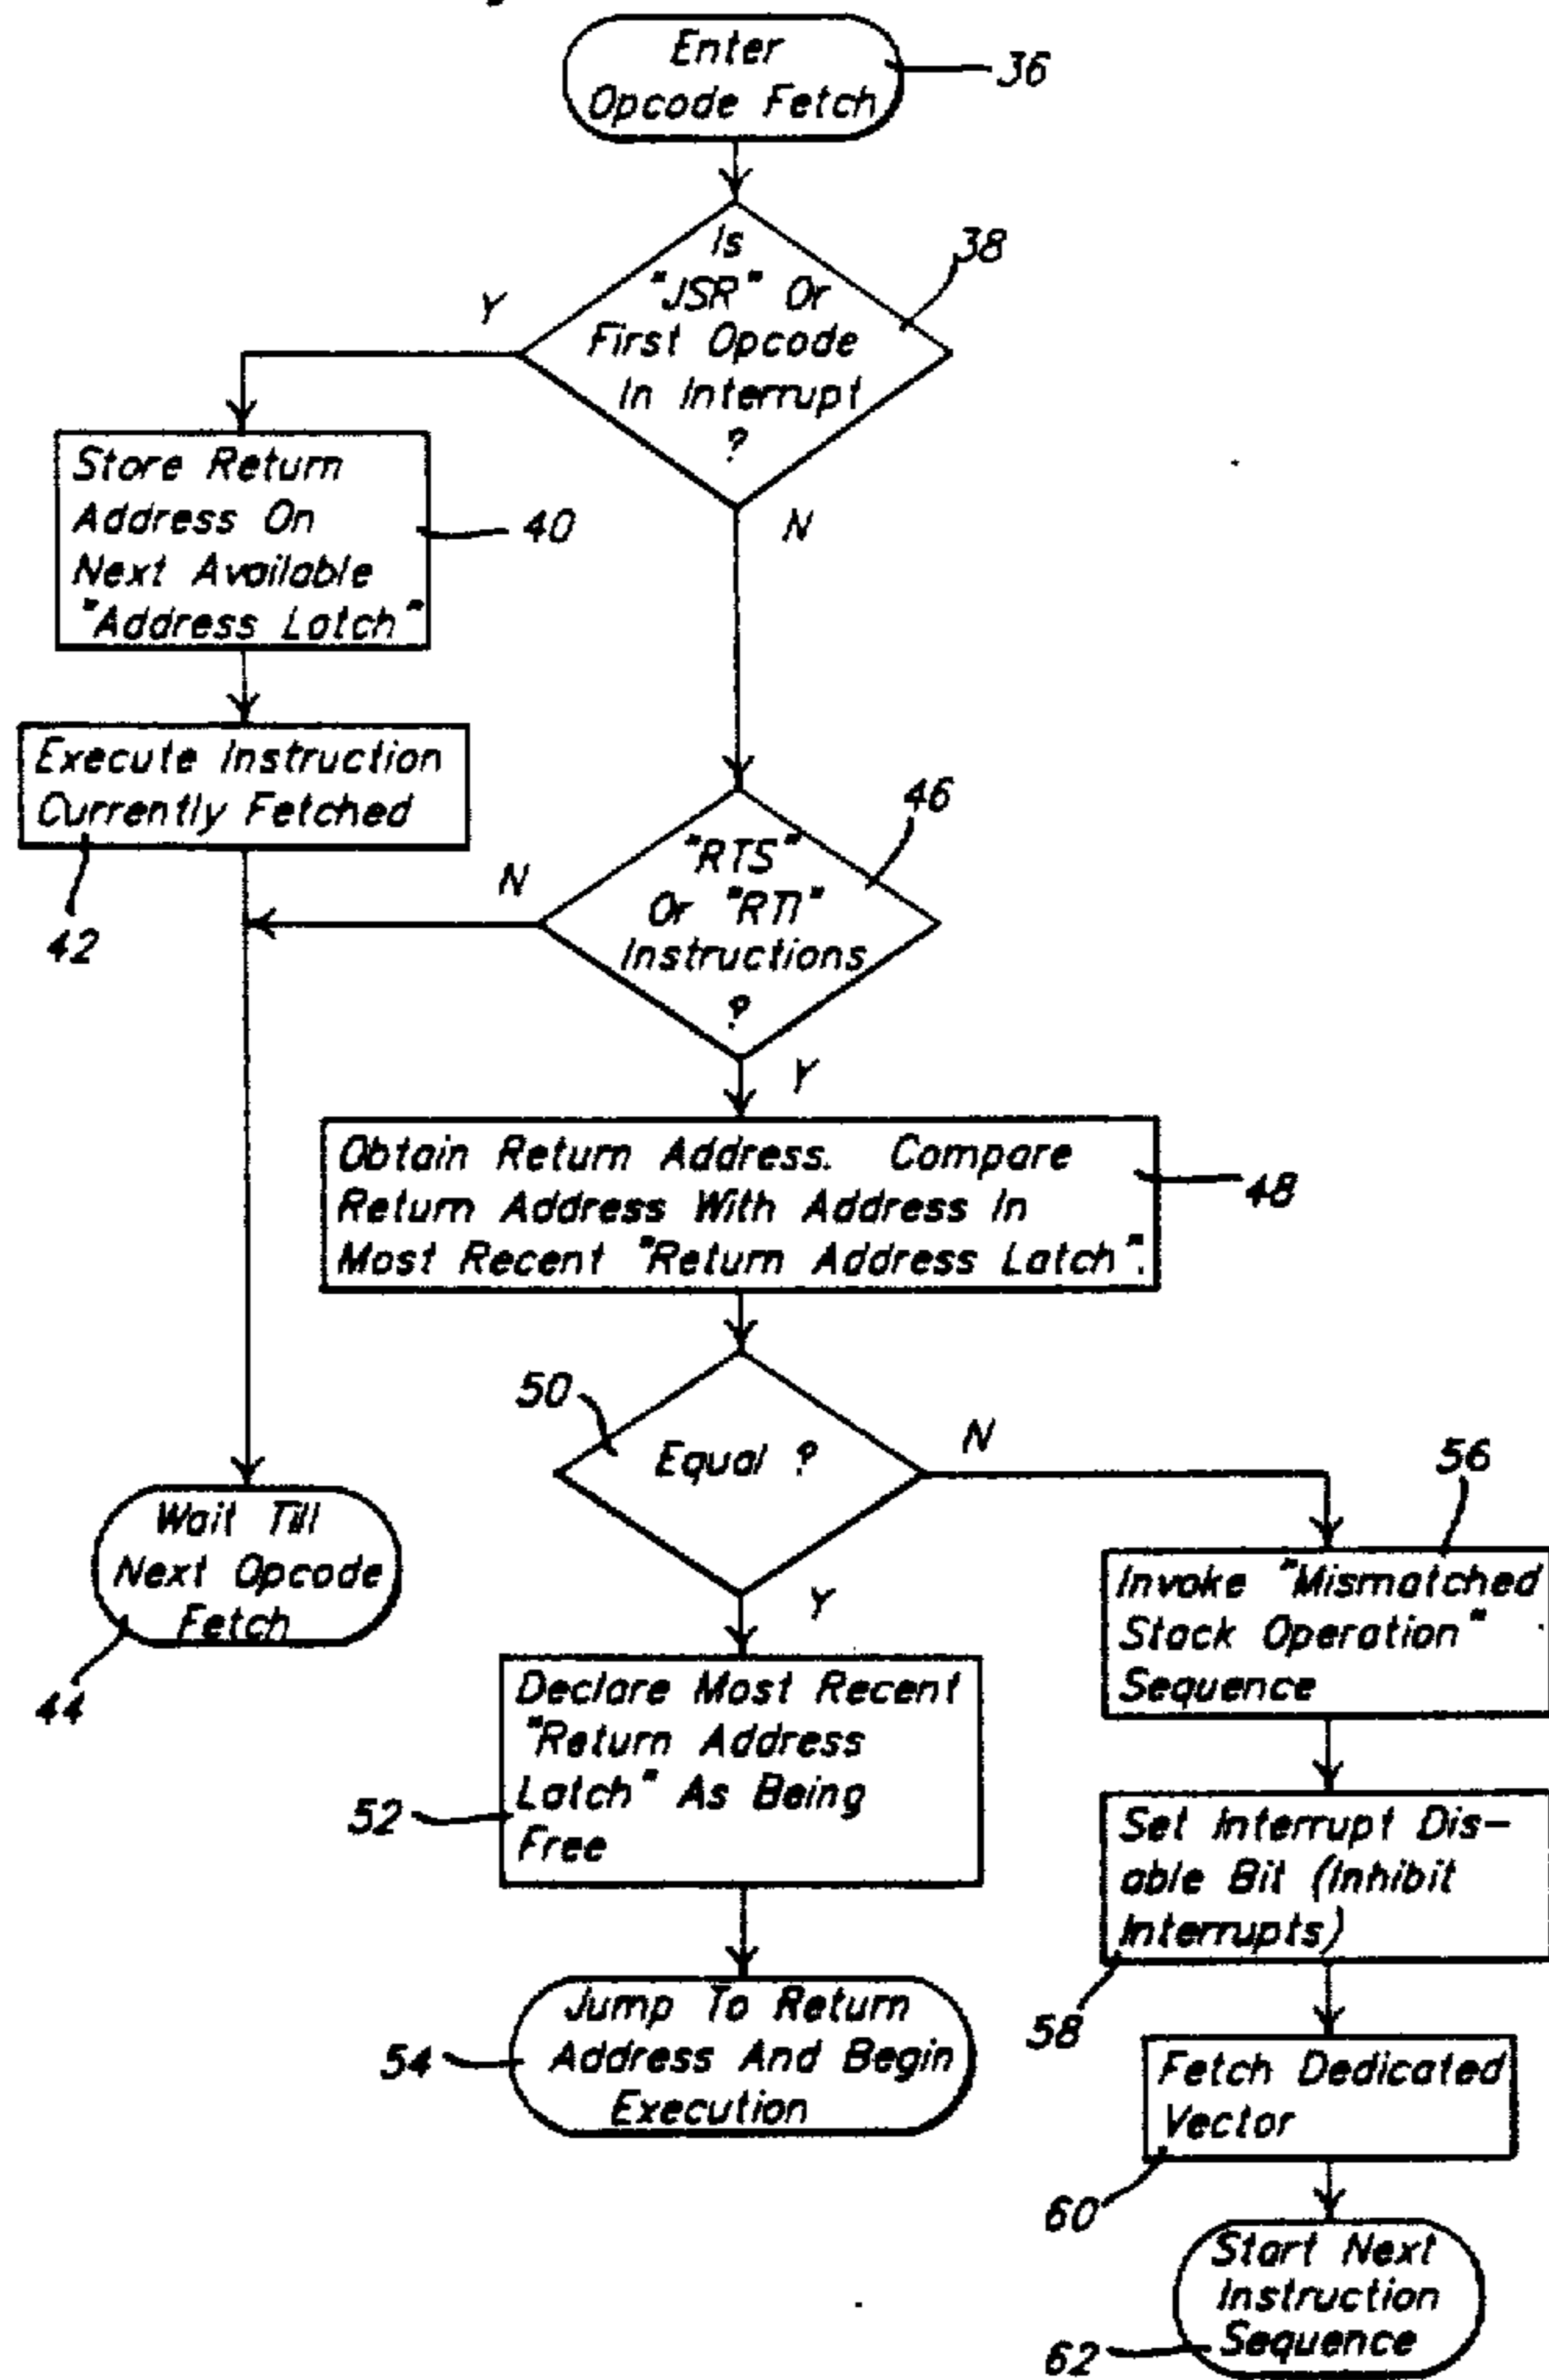 Enter
Opcode Fetch
36
Is
"JSR" Or
First Opcode
In Interrupt
?
38
Y
N
Store Return
Address On
Next Available
"Address Latch"
40
Execute Instruction
Currently Fetched
42
"RTS"
Or "RTI"
Instructions
?
46
N
Y
Obtain Return Address. Compare
Return Address With Address In
Most Recent "Return Address Latch".
48
50
Equal ?
N
Y
Wait Till
Next Opcode
Fetch
44
56
Invoke "Mismatched
Stack Operation"
Sequence
Declare Most Recent
"Return Address
Latch" As Being
Free
52
Set Interrupt Dis-
able Bit (Inhibit
Interrupts)
58
Jump To Return
Address And Begin
Execution
54
Fetch Dedicated
Vector
60
Start Next
Instruction
Sequence
62